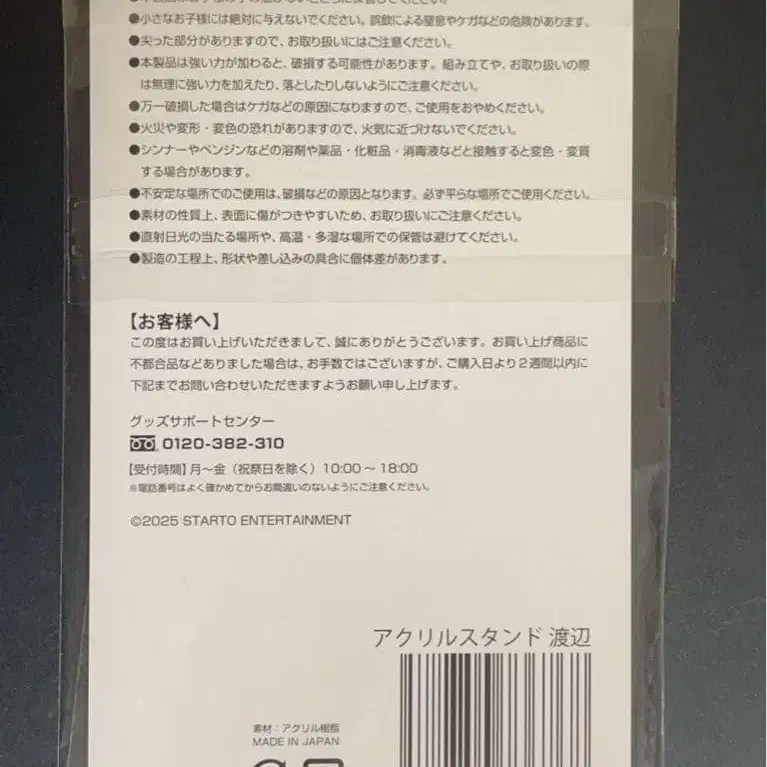 ●小さなお子様には絶対に与えないでください。誤飲による窒息やケガなどの危険があります。
●尖った部分がありますので、お取り扱いにはご注意ください。
●本製品は強い力が加わると、破損する可能性があります。組み立てや、お取り扱いの際
は無理に強い力を加えたり、落としたりしないようにご注意ください。
●万一破損した場合はケガなどの原因になりますので、ご使用をおやめください。
●火災や変形・変色の恐れがありますので、火気に近づけないでください。
●シンナーやベンジンなどの溶剤や薬品・化粧品・消毒液などと接触すると変色・変質
する場合があります。
●不安定な場所でのご使用は、破損などの原因となります。必ず平らな場所でご使用ください。
●素材の性質上、表面に傷がつきやすいため、お取り扱いにご注意ください。
●直射日光の当たる場所や、高温・多湿な場所での保管は避けてください。
●製造の工程上、形状や差し込みの具合に個体差があります。
【お客様へ】
この度はお買い上げいただきまして、誠にありがとうございます。お買い上げ商品に
不都合品などありました場合は、お手数ではございますが、ご購入日より2週間以内に
下記までお問い合わせいただきますようお願い申し上げます。
グッズサポートセンター
0120-382-310
【受付時間】月〜金（祝祭日を除く）10:00〜18:00
※電話番号はよく確かめてからお間違いのないようにご注意ください。
©2025 STARTO ENTERTAINMENT
アクリルスタンド 渡辺
素材：アクリル樹脂
MADE IN JAPAN